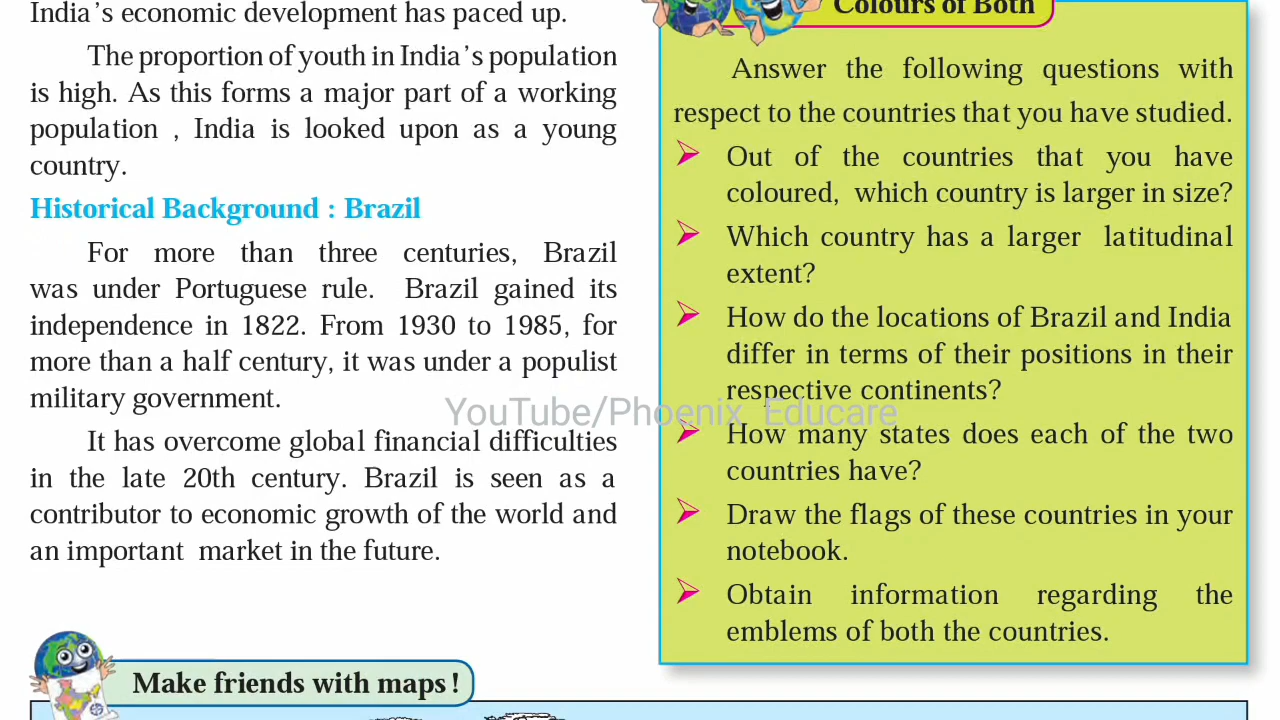 India's economic development has paced up.
The proportion of youth in India's population
is high. As this forms a major part of a working
population , India is looked upon as a young
country.
Historical Background : Brazil
For more than three centuries, Brazil
was under Portuguese rule. Brazil gained its
independence in 1822. From 1930 to 1985, for
more than a half century, it was under a populist
military government.
It has overcome global financial difficulties
in the late 20th century. Brazil is seen as a
contributor to economic growth of the world and
an important market in the future.
Make friends with maps !
Colours of Both
Answer the following questions with
respect to the countries that you have studied.
Out of the countries that you have
coloured, which country is larger in size?
Which country has a larger latitudinal
extent?
How do the locations of Brazil and India
differ in terms of their positions in their
respective continents?
How many states does each of the two
countries have?
Draw the flags of these countries in your
notebook.
Obtain information regarding the
emblems of both the countries.
YouTube/Phoenix Educare